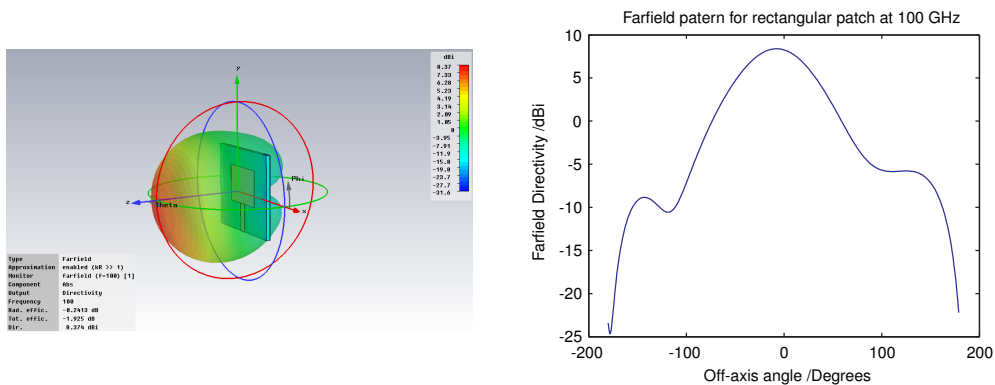 y
z
Theta
Phi
x
dBi
8.37
7.33
6.28
5.23
4.19
3.14
2.09
1.05
0
-3.95
-7.91
-11.9
-15.8
-19.8
-23.7
-27.7
-31.6
Type Farfield
Approximation enabled (kR >> 1)
Monitor Farfield (f=100) [1]
Component Abs
Output Directivity
Frequency 100
Rad. effic. -0.2413 dB
Tot. effic. -1.925 dB
Dir. 8.374 dBi
Farfield patern for rectangular patch at 100 GHz
Farfield Directivity /dBi
10
5
0
-5
-10
-15
-20
-25
-200 -100 0 100 200
Off-axis angle /Degrees